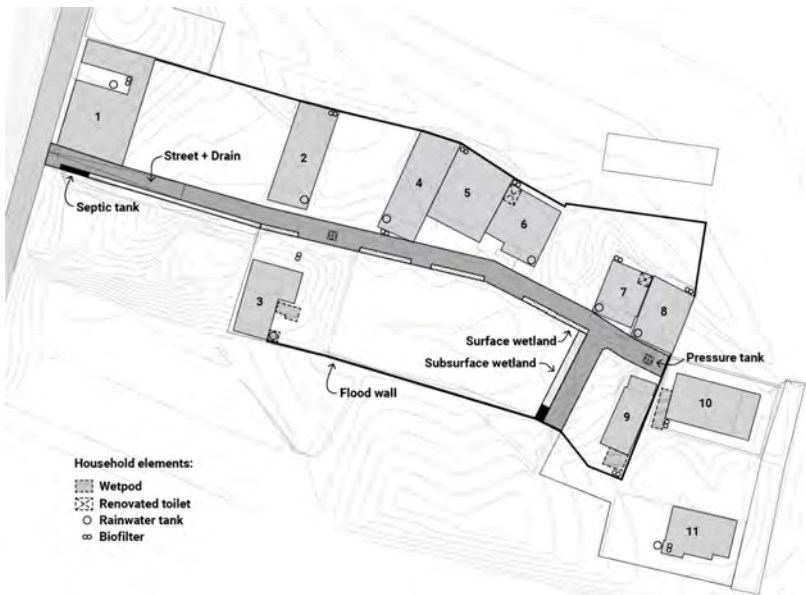 1
2
Street + Drain
4
5
6
Septic tank
3
7
8
Surface wetland
Subsurface wetland
Pressure tank
Flood wall
9
10
Household elements:
Wetpod
Renovated toilet
Rainwater tank
Biofilter
11